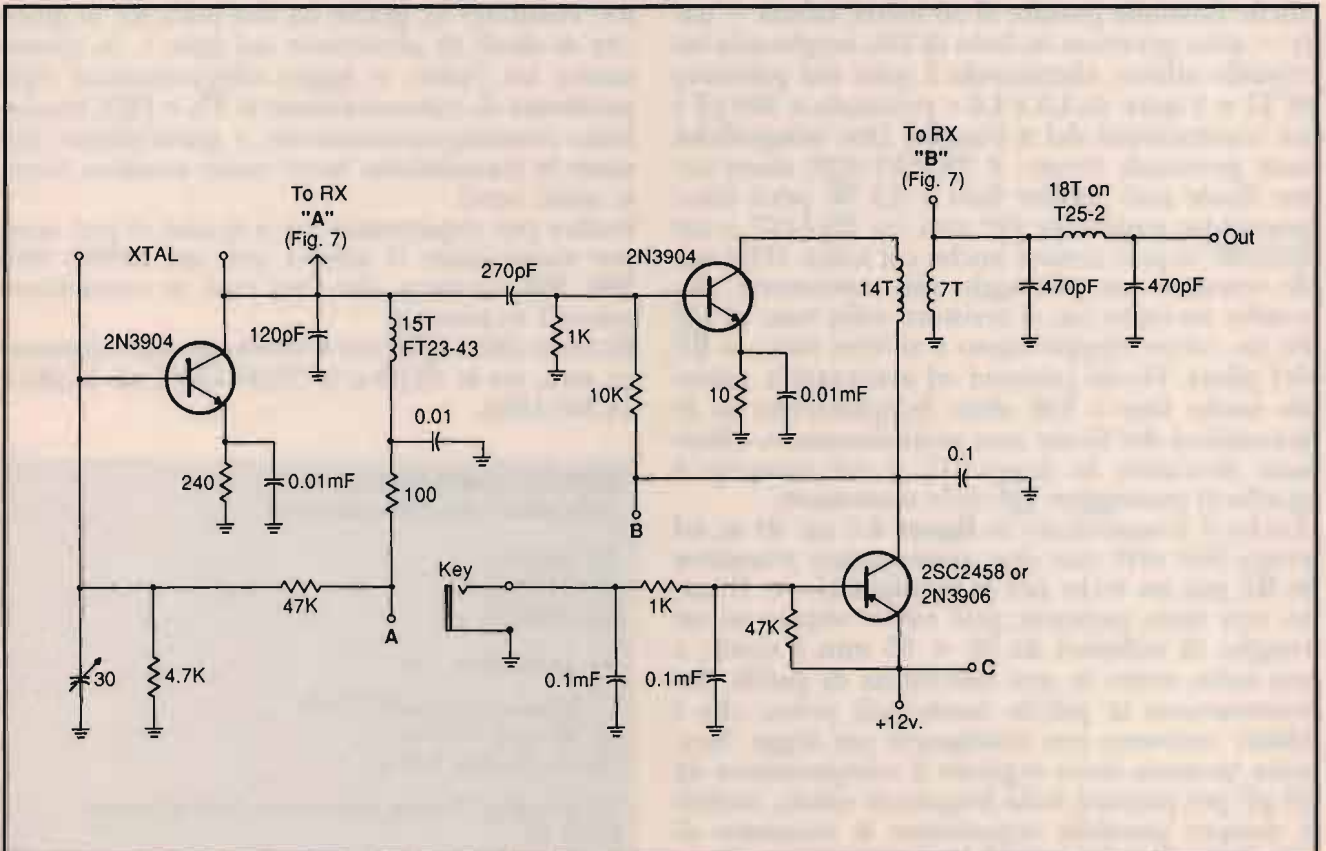 To RX
"A"
(Fig. 7)
To RX
"B"
(Fig. 7)
18T on
T25-2
XTAL
270pF
2N3904
14T
7T
Out
470pF
470pF
2N3904
120pF
15T
FT23-43
1K
10K
10
0.01mF
0.01
0.1
240
0.01mF
100
B
Key
47K
A
1K
2SC2458 or
2N3906
47K
30
4.7K
0.1mF
0.1mF
C
+12v.